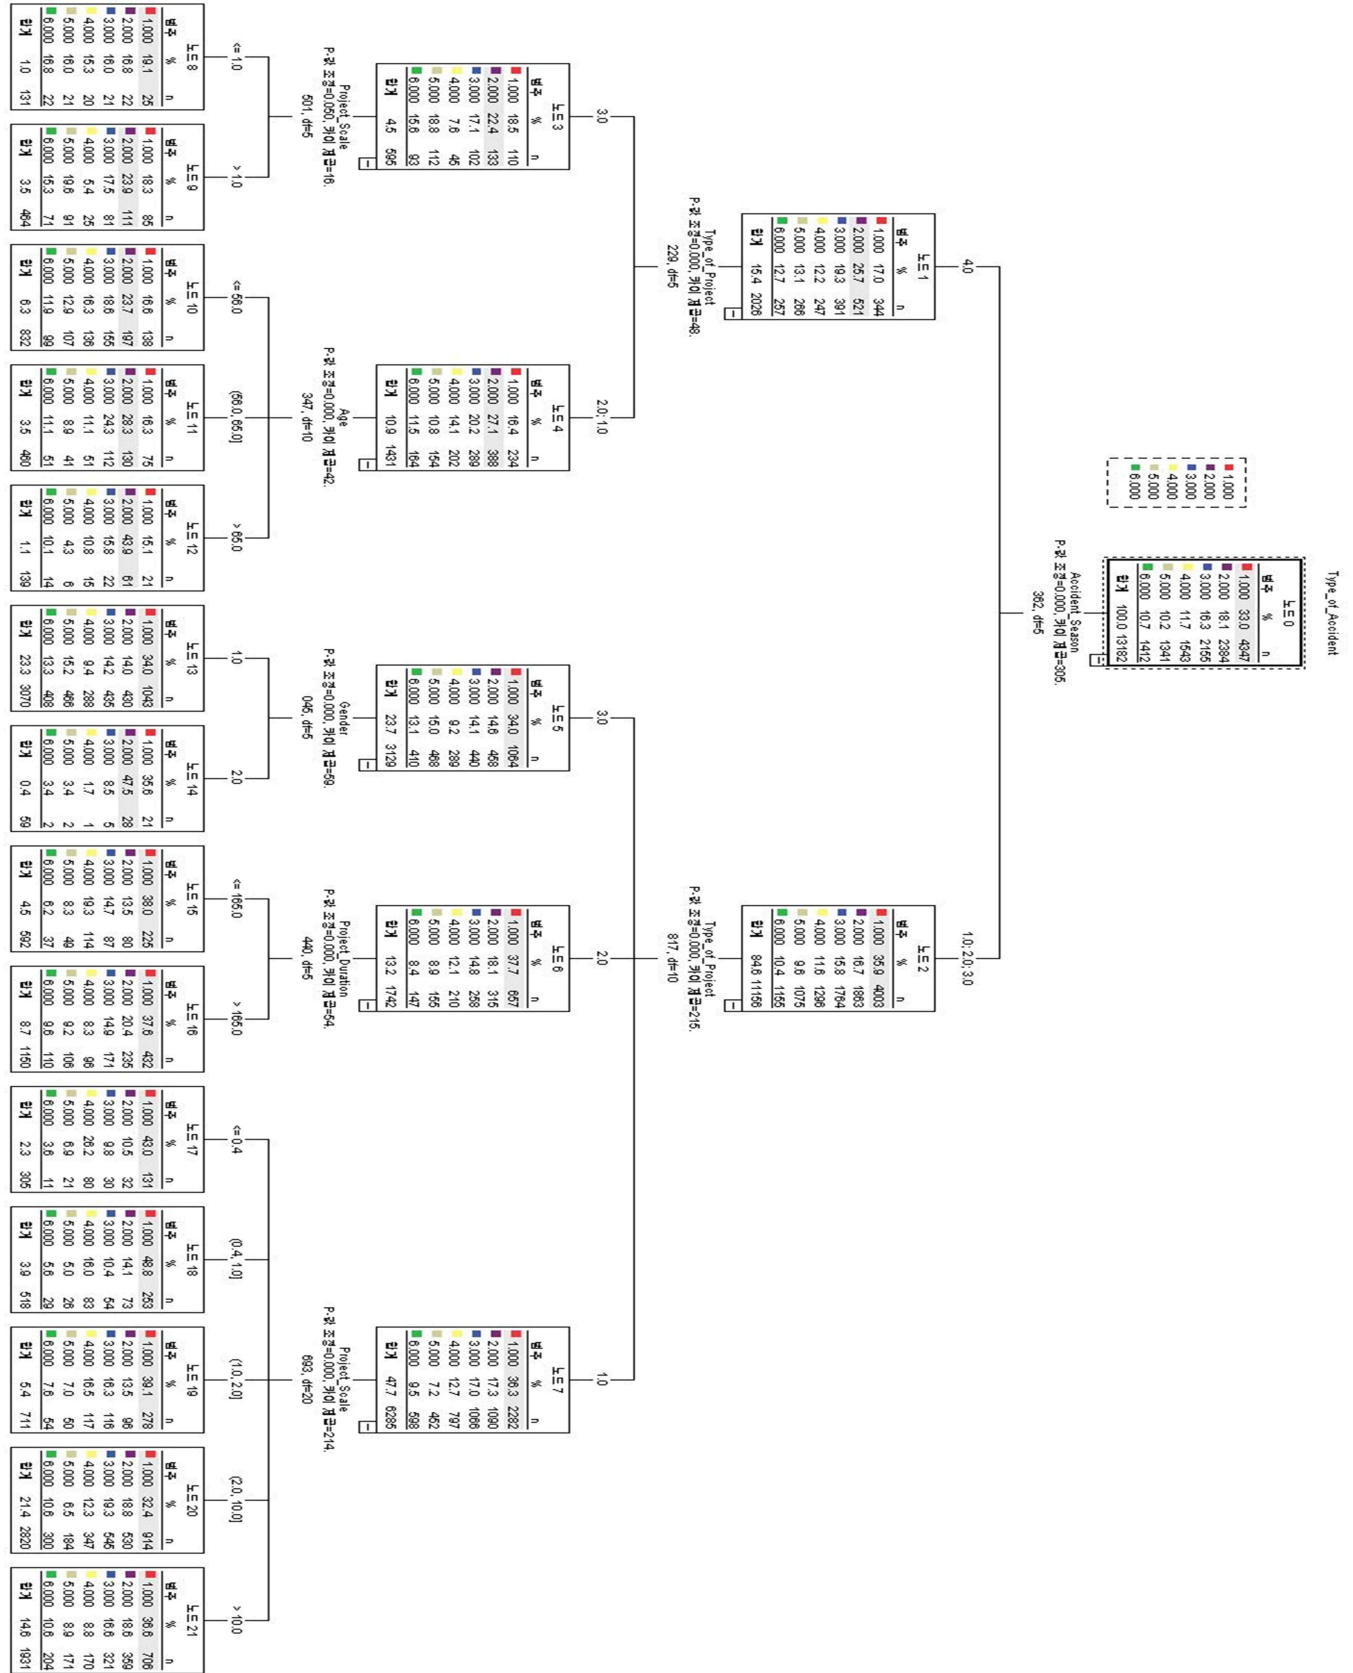 Type_of_Accident
노드 0
범주 % n
1.000 33.0 4347
2.000 18.1 2384
3.000 16.3 2155
4.000 11.7 1543
5.000 10.2 1341
6.000 10.7 1412
합계 100.0 13182
1.000
2.000
3.000
4.000
5.000
6.000
Accident_Season
P-값 조정=0.000, 카이 제곱=305.
362, df=5
4.0
1.0; 2.0; 3.0
노드 1
범주 % n
1.000 17.0 344
2.000 25.7 521
3.000 19.3 391
4.000 12.2 247
5.000 13.1 266
6.000 12.7 257
합계 15.4 2026
Type_of_Project
P-값 조정=0.000, 카이 제곱=48.
229, df=5
노드 2
범주 % n
1.000 35.9 4003
2.000 16.7 1863
3.000 15.8 1764
4.000 11.6 1296
5.000 9.6 1075
6.000 10.4 1155
합계 84.6 11156
Type_of_Project
P-값 조정=0.000, 카이 제곱=215.
817, df=10
3.0
2.0; 1.0
3.0
2.0
1.0
노드 3
범주 % n
1.000 18.5 110
2.000 22.4 133
3.000 17.1 102
4.000 7.6 45
5.000 18.8 112
6.000 15.6 93
합계 4.5 595
Project_Scale
P-값 조정=0.050, 카이 제곱=16.
501, df=5
노드 4
범주 % n
1.000 16.4 234
2.000 27.1 388
3.000 20.2 289
4.000 14.1 202
5.000 10.8 154
6.000 11.5 164
합계 10.9 1431
Age
P-값 조정=0.000, 카이 제곱=42.
347, df=10
노드 5
범주 % n
1.000 34.0 1064
2.000 14.6 458
3.000 14.1 440
4.000 9.2 289
5.000 15.0 468
6.000 13.1 410
합계 23.7 3129
Gender
P-값 조정=0.000, 카이 제곱=59.
045, df=5
노드 6
범주 % n
1.000 37.7 657
2.000 18.1 315
3.000 14.8 258
4.000 12.1 210
5.000 8.9 155
6.000 8.4 147
합계 13.2 1742
Project_Duration
P-값 조정=0.000, 카이 제곱=54.
440, df=5
노드 7
범주 % n
1.000 36.3 2282
2.000 17.3 1090
3.000 17.0 1066
4.000 12.7 797
5.000 7.2 452
6.000 9.5 598
합계 47.7 6285
Project_Scale
P-값 조정=0.000, 카이 제곱=214.
693, df=20
<= 1.0
> 1.0
<= 56.0
(56.0, 65.0]
> 65.0
1.0
2.0
<= 165.0
> 165.0
<= 0.4
(0.4, 1.0]
(1.0, 2.0]
(2.0, 10.0]
> 10.0
노드 8
범주 % n
1.000 19.1 25
2.000 16.8 22
3.000 16.0 21
4.000 15.3 20
5.000 16.0 21
6.000 16.8 22
합계 1.0 131
노드 9
범주 % n
1.000 18.3 85
2.000 23.9 111
3.000 17.5 81
4.000 5.4 25
5.000 19.6 91
6.000 15.3 71
합계 3.5 464
노드 10
범주 % n
1.000 16.6 138
2.000 23.7 197
3.000 18.6 155
4.000 16.3 136
5.000 12.9 107
6.000 11.9 99
합계 6.3 832
노드 11
범주 % n
1.000 16.3 75
2.000 28.3 130
3.000 24.3 112
4.000 11.1 51
5.000 8.9 41
6.000 11.1 51
합계 3.5 460
노드 12
범주 % n
1.000 15.1 21
2.000 43.9 61
3.000 15.8 22
4.000 10.8 15
5.000 4.3 6
6.000 10.1 14
합계 1.1 139
노드 13
범주 % n
1.000 34.0 1043
2.000 14.0 430
3.000 14.2 435
4.000 9.4 288
5.000 15.2 466
6.000 13.3 408
합계 23.3 3070
노드 14
범주 % n
1.000 35.6 21
2.000 47.5 28
3.000 8.5 5
4.000 1.7 1
5.000 3.4 2
6.000 3.4 2
합계 0.4 59
노드 15
범주 % n
1.000 38.0 225
2.000 13.5 80
3.000 14.7 87
4.000 19.3 114
5.000 8.3 49
6.000 6.2 37
합계 4.5 592
노드 16
범주 % n
1.000 37.6 432
2.000 20.4 235
3.000 14.9 171
4.000 8.3 96
5.000 9.2 106
6.000 9.6 110
합계 8.7 1150
노드 17
범주 % n
1.000 43.0 131
2.000 10.5 32
3.000 9.8 30
4.000 26.2 80
5.000 6.9 21
6.000 3.6 11
합계 2.3 305
노드 18
범주 % n
1.000 48.8 253
2.000 14.1 73
3.000 10.4 54
4.000 16.0 83
5.000 5.0 26
6.000 5.6 29
합계 3.9 518
노드 19
범주 % n
1.000 39.1 278
2.000 13.5 96
3.000 16.3 116
4.000 16.5 117
5.000 7.0 50
6.000 7.6 54
합계 5.4 711
노드 20
범주 % n
1.000 32.4 914
2.000 18.8 530
3.000 19.3 545
4.000 12.3 347
5.000 6.5 184
6.000 10.6 300
합계 21.4 2820
노드 21
범주 % n
1.000 36.6 706
2.000 18.6 359
3.000 16.6 321
4.000 8.8 170
5.000 8.9 171
6.000 10.6 204
합계 14.6 1931